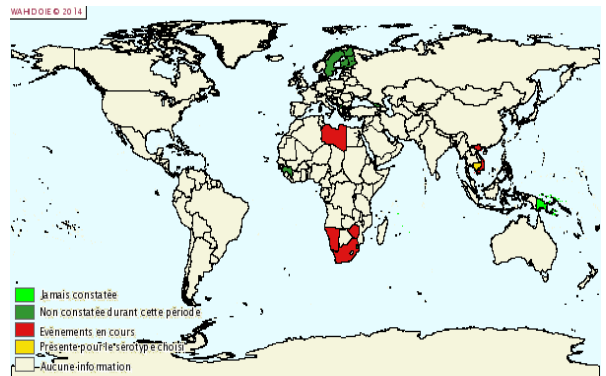 WAHID OIE © 2014
Jamais constatée
Non constatée durant cette période
Evénements en cours
Présente pour le sérotype choisi
Aucune information